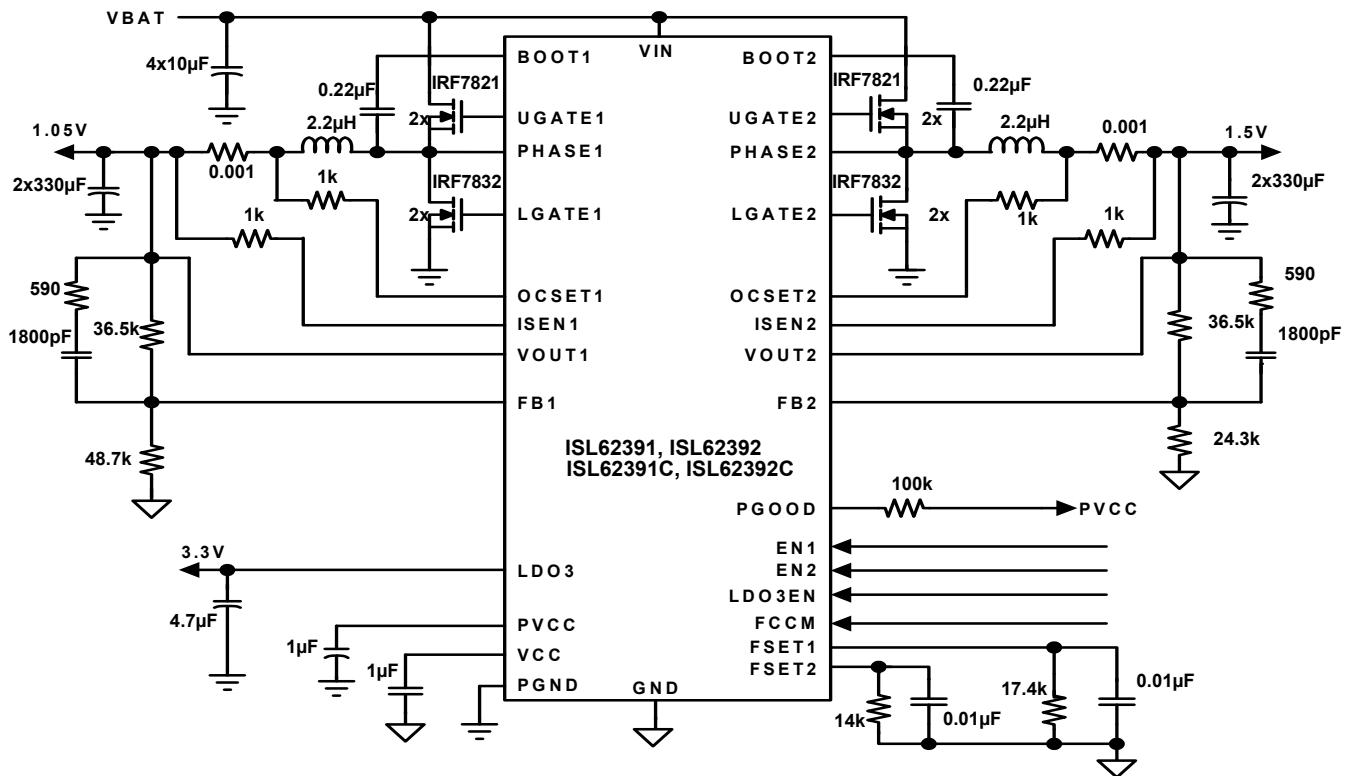 VBAT
4x10µF
0.22µF
IRF7821
2x
1.05V
2.2µH
0.001
2x330µF
1k
1k
IRF7832
2x
590
1800pF
36.5k
48.7k
3.3V
4.7µF
1µF
1µF
VIN
BOOT1
UGATE1
PHASE1
LGATE1
OCSET1
ISEN1
VOUT1
FB1
LDO3
PVCC
VCC
PGND
GND
ISL62391, ISL62392
ISL62391C, ISL62392C
BOOT2
UGATE2
PHASE2
LGATE2
OCSET2
ISEN2
VOUT2
FB2
PGOOD
EN1
EN2
LDO3EN
FCCM
FSET1
FSET2
IRF7821
2x
0.22µF
2.2µH
0.001
1.5V
IRF7832
2x
1k
1k
2x330µF
590
36.5k
1800pF
24.3k
100k
PVCC
14k
0.01µF
17.4k
0.01µF